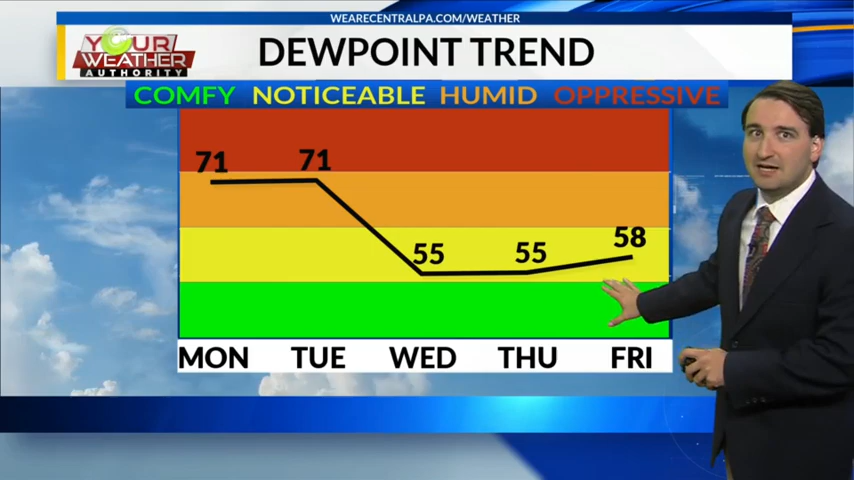 WEARECENTRALPA.COM/WEATHER
YOUR
WEATHER
AUTHORITY
DEWPOINT TREND
COMFY NOTICEABLE HUMID OPPRESSIVE
71 71 55 55 58
MON TUE WED THU FRI